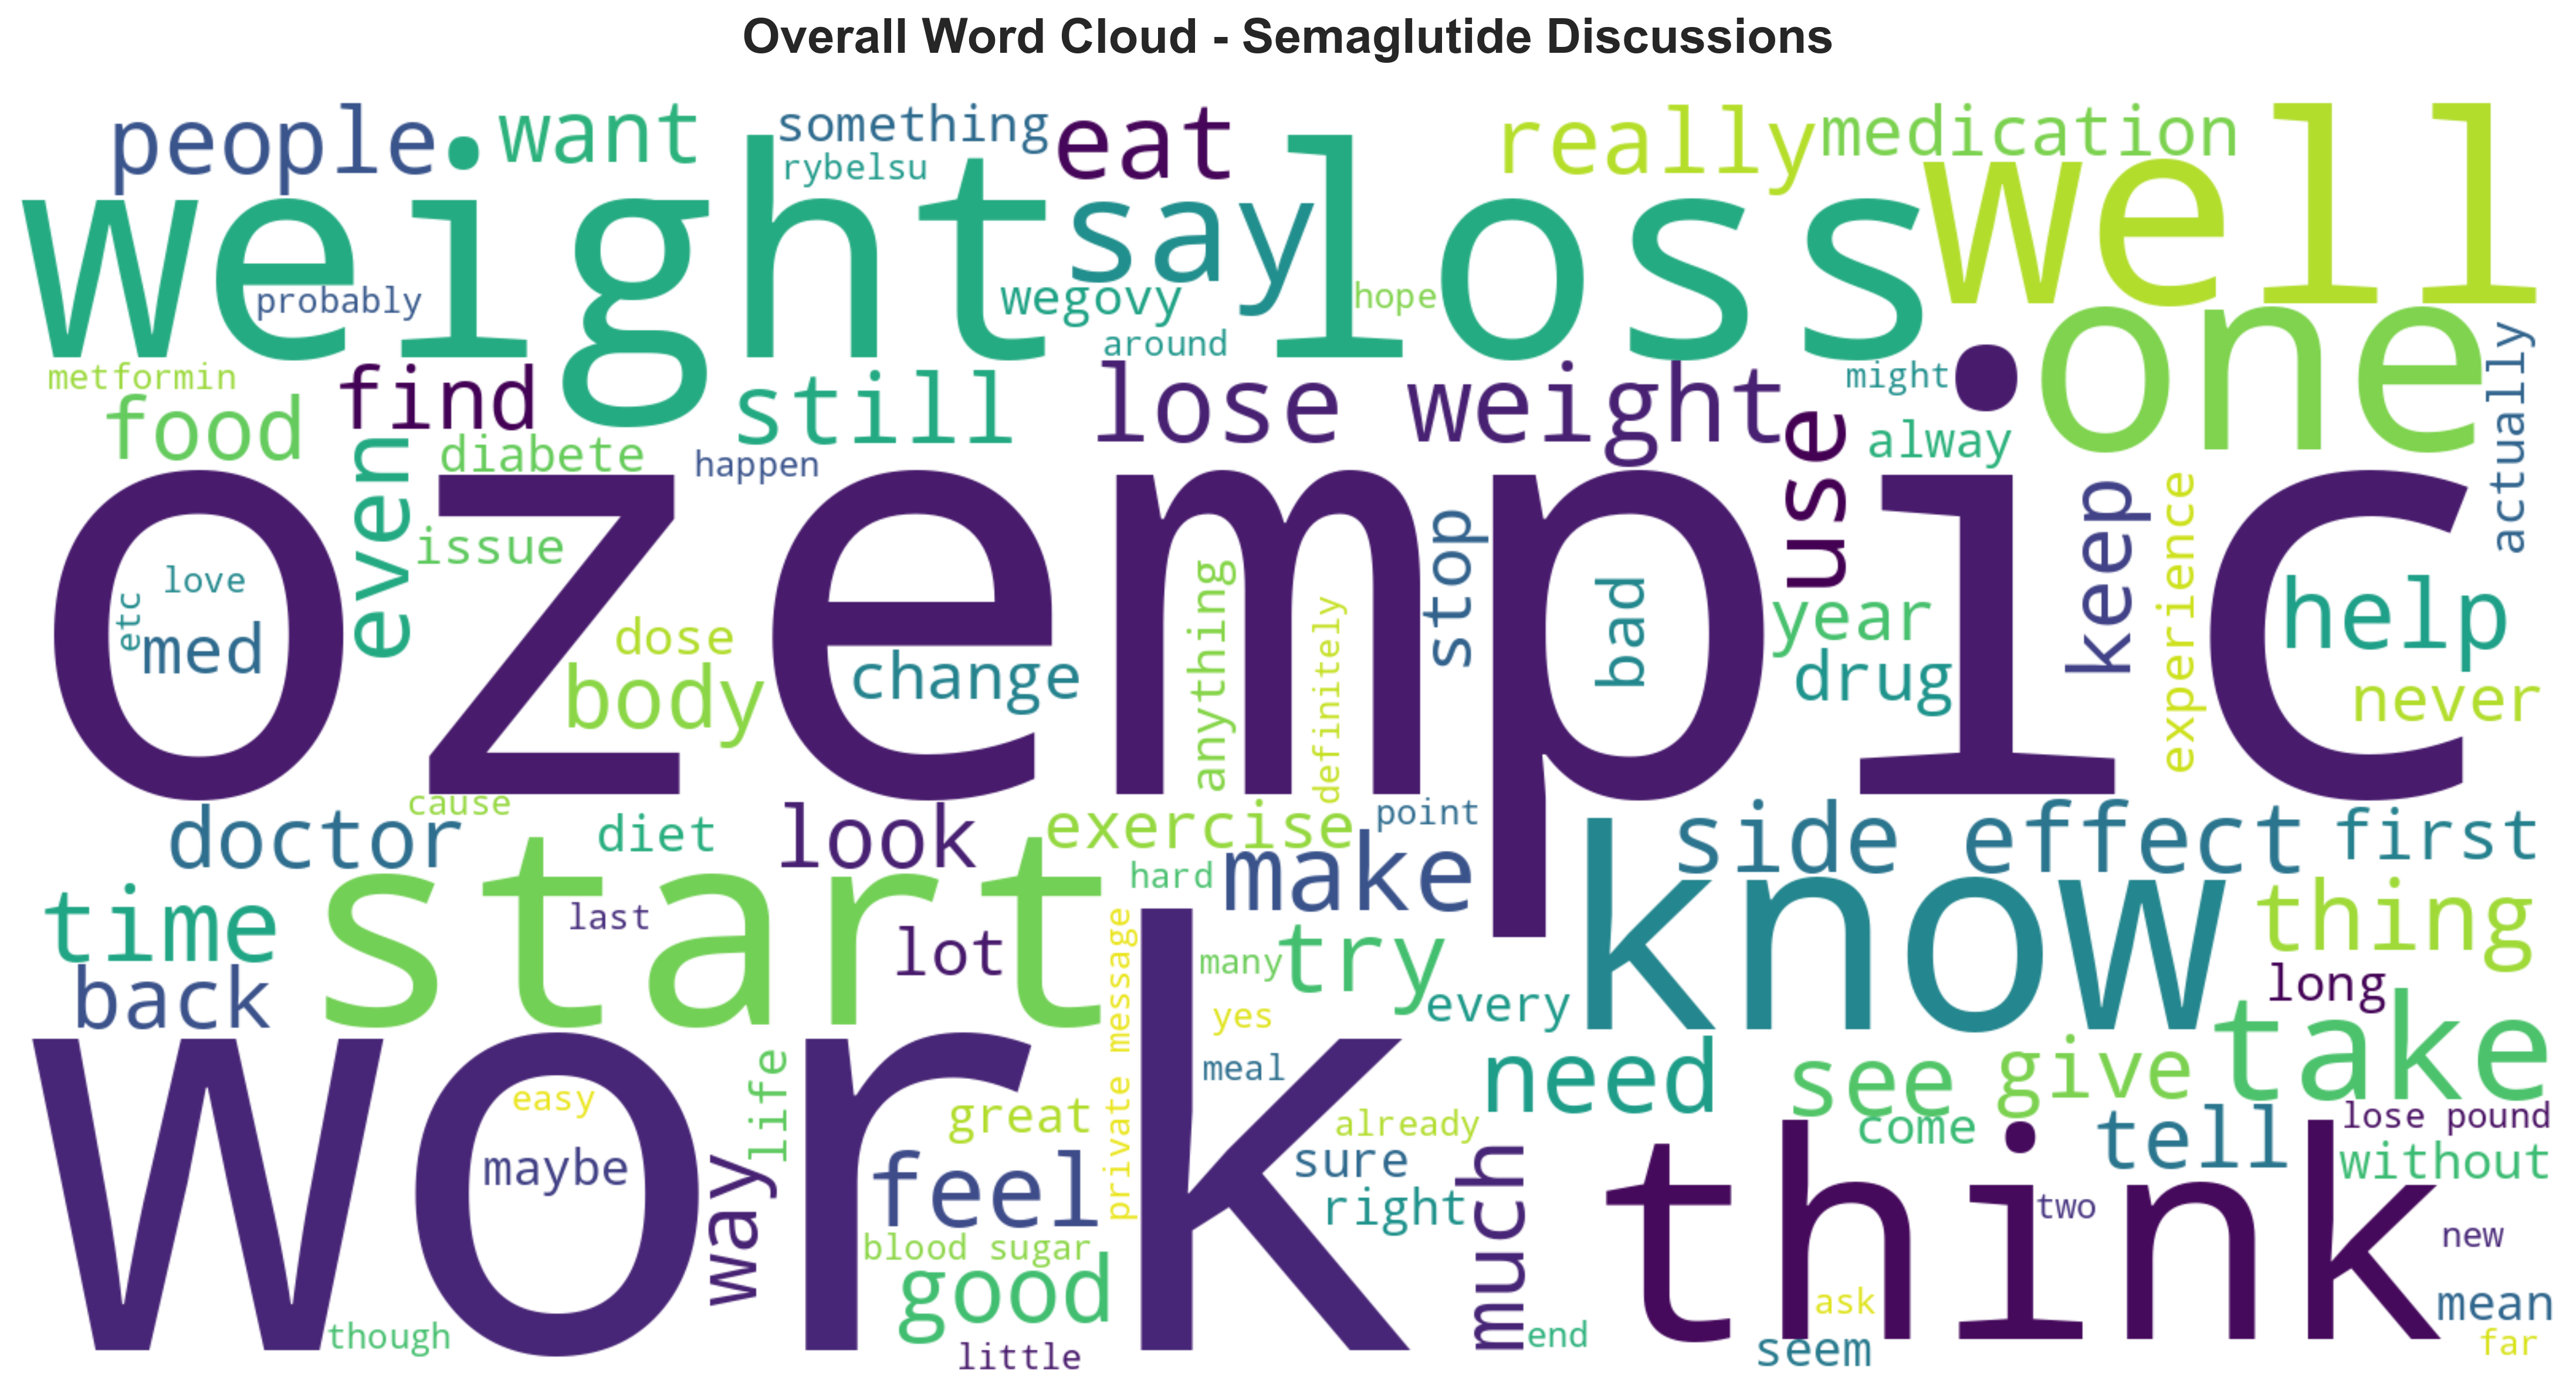 Overall Word Cloud - Semaglutide Discussions
people
want
something
rybelsu
eat
really
medication
well
weight loss
say
probably
wegovy
hope
around
one
metformin
food
find
still
lose weight
might
use
alway
actually
even
diabete
happen
ozempic
issue
love
etc
med
dose
body
change
anything
definitely
stop
bad
year
drug
keep
experience
help
never
cause
doctor
diet
look
exercise
point
side effect
first
start
hard
make
know
time
last
lot
private message
many
try
thing
back
every
long
take
yes
work
life
meal
need
see
give
easy
great
already
come
tell
lose pound
maybe
way
feel
sure
right
much
think
without
two
blood sugar
good
new
ask
mean
though
little
end
seem
far